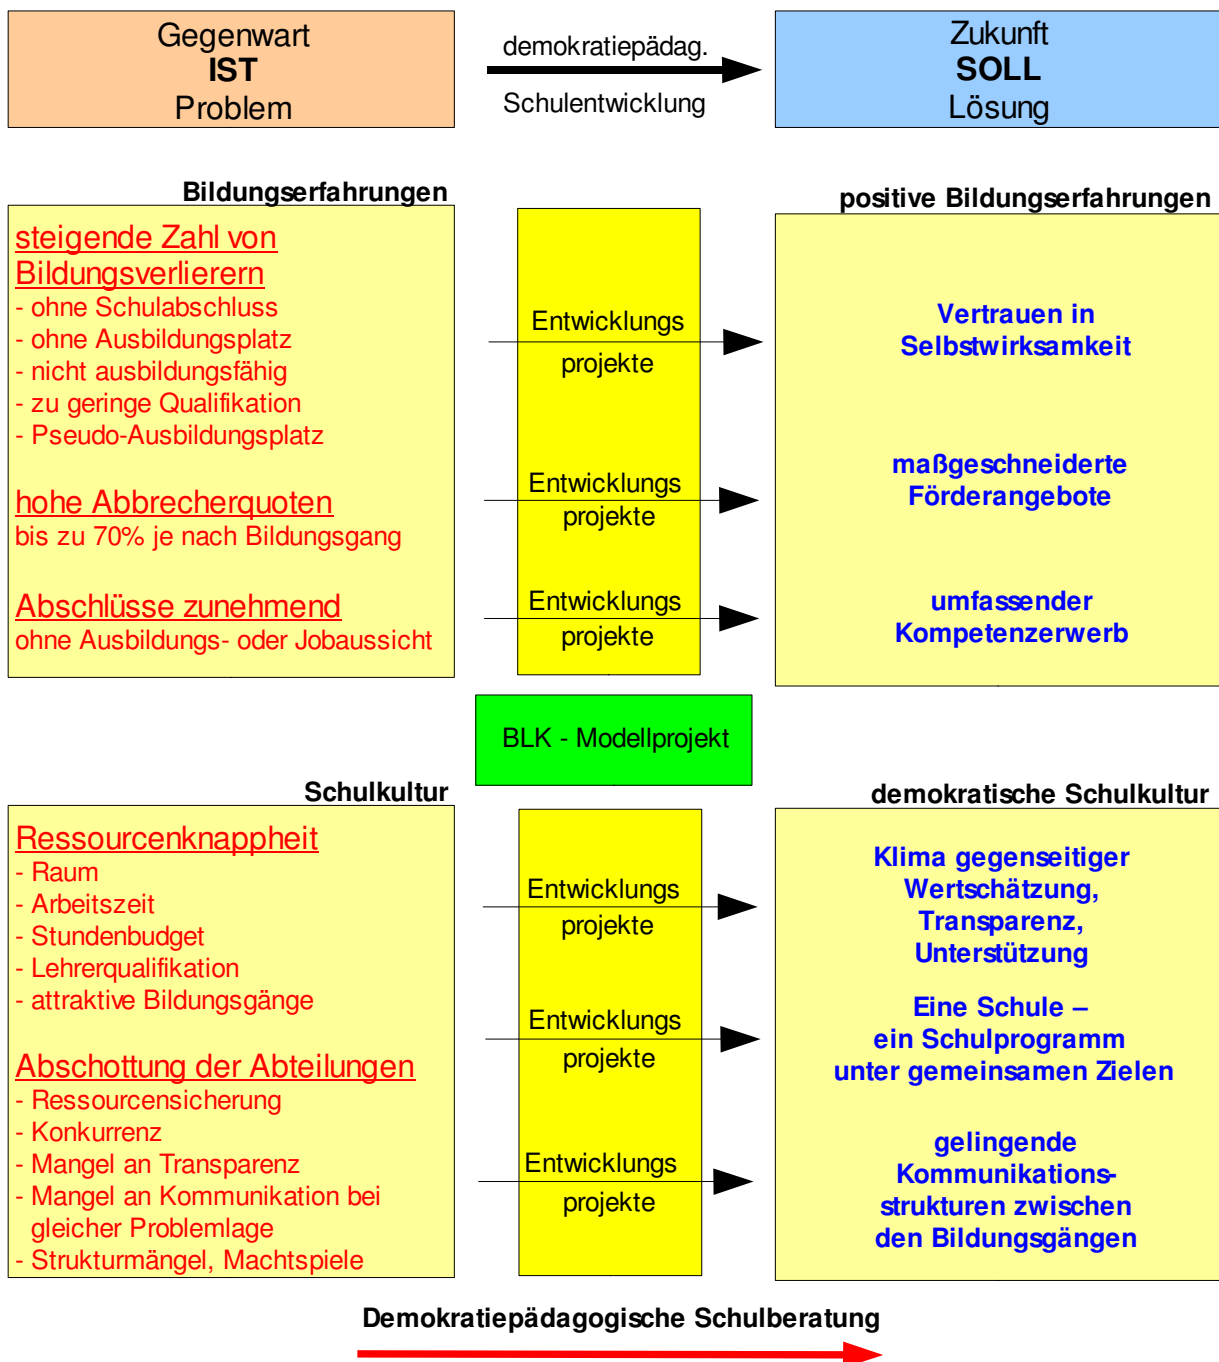 Gegenwart
IST
Problem
demokratiepädag.
Schulentwicklung
Zukunft
SOLL
Lösung
Bildungserfahrungen
steigende Zahl von
Bildungsverlierern
- ohne Schulabschluss
- ohne Ausbildungsplatz
- nicht ausbildungsfähig
- zu geringe Qualifikation
- Pseudo-Ausbildungsplatz
hohe Abbrecherquoten
bis zu 70% je nach Bildungsgang
Abschlüsse zunehmend
ohne Ausbildungs- oder Jobaussicht
Entwicklungs
projekte
Entwicklungs
projekte
Entwicklungs
projekte
positive Bildungserfahrungen
Vertrauen in
Selbstwirksamkeit
maßgeschneiderte
Förderangebote
umfassender
Kompetenzerwerb
BLK - Modellprojekt
Schulkultur
Ressourcenknappheit
- Raum
- Arbeitszeit
- Stundenbudget
- Lehrerqualifikation
- attraktive Bildungsgänge
Abschottung der Abteilungen
- Ressourcensicherung
- Konkurrenz
- Mangel an Transparenz
- Mangel an Kommunikation bei
gleicher Problemlage
- Strukturmängel, Machtspiele
Entwicklungs
projekte
Entwicklungs
projekte
Entwicklungs
projekte
demokratische Schulkultur
Klima gegenseitiger
Wertschätzung,
Transparenz,
Unterstützung
Eine Schule –
ein Schulprogramm
unter gemeinsamen Zielen
gelingende
Kommunikations-
strukturen zwischen
den Bildungsgängen
Demokratiepädagogische Schulberatung